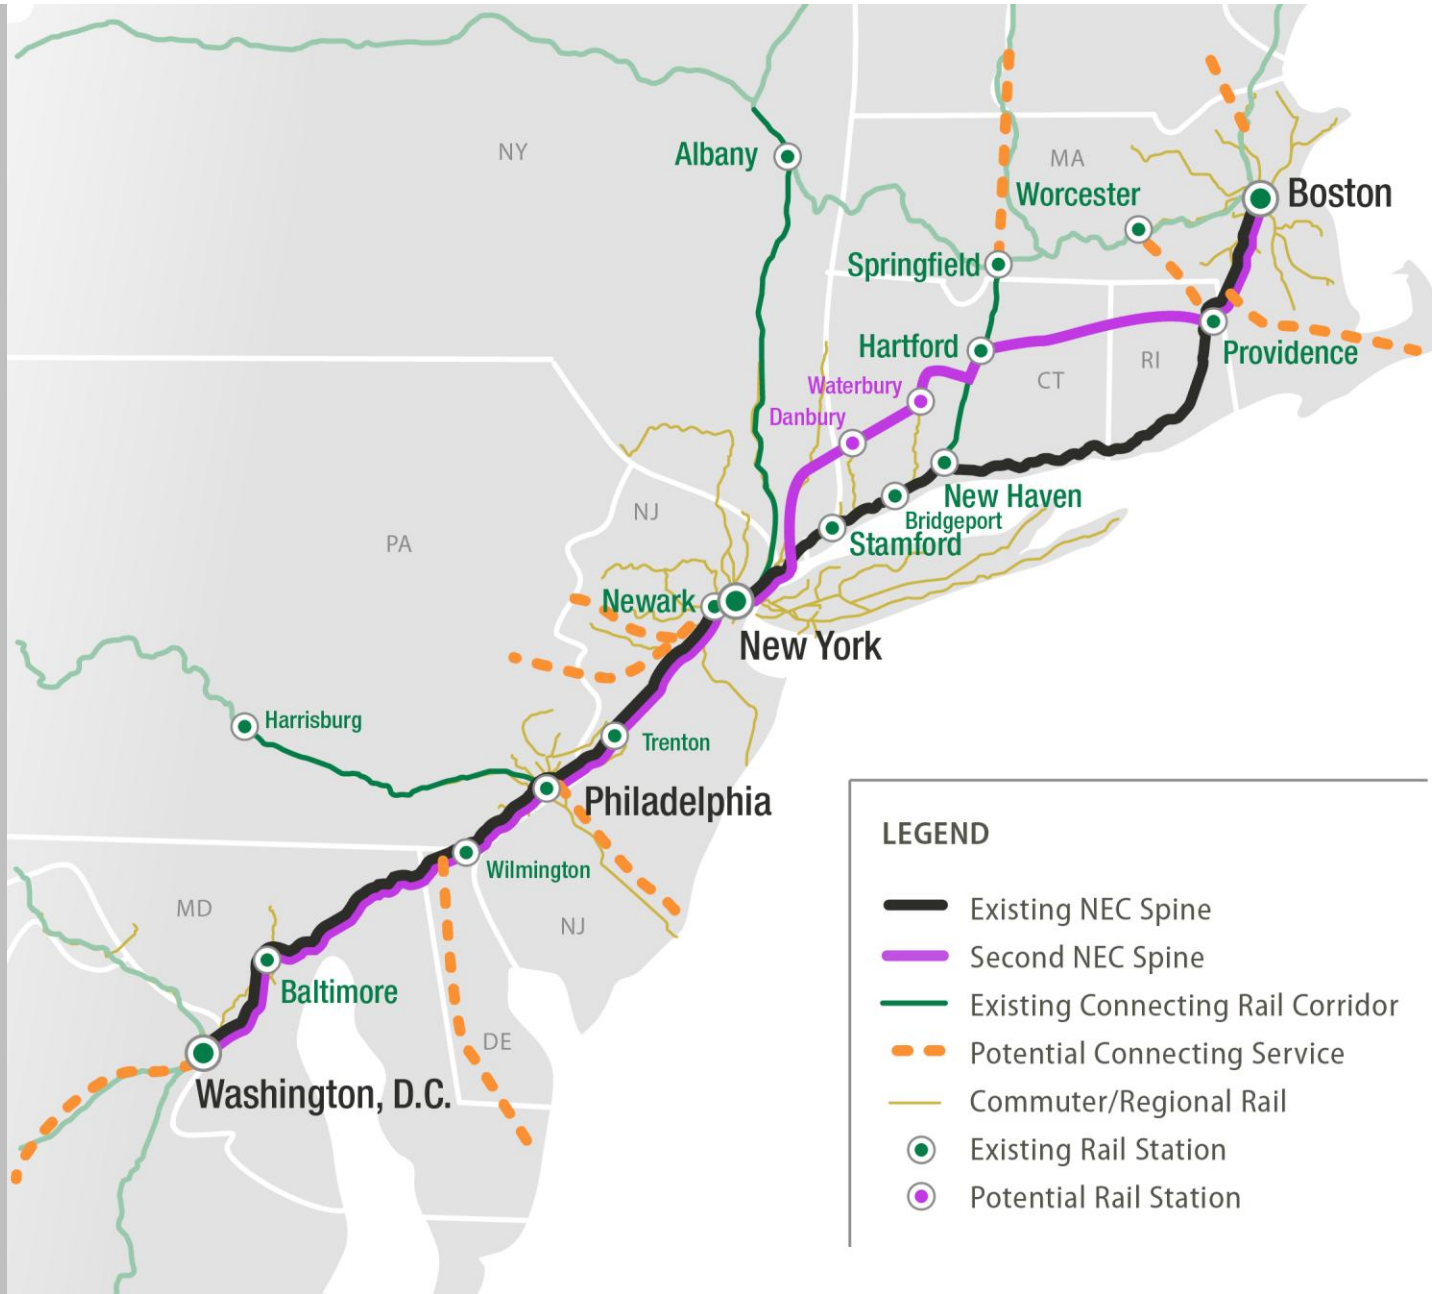 NY
Albany
MA
Worcester
Boston
Springfield
Hartford
Providence
RI
CT
Waterbury
Danbury
New Haven
Bridgeport
Stamford
NJ
PA
Newark
New York
Harrisburg
Trenton
Philadelphia
Wilmington
MD
NJ
Baltimore
DE
Washington, D.C.
LEGEND
Existing NEC Spine
Second NEC Spine
Existing Connecting Rail Corridor
Potential Connecting Service
Commuter/Regional Rail
Existing Rail Station
Potential Rail Station